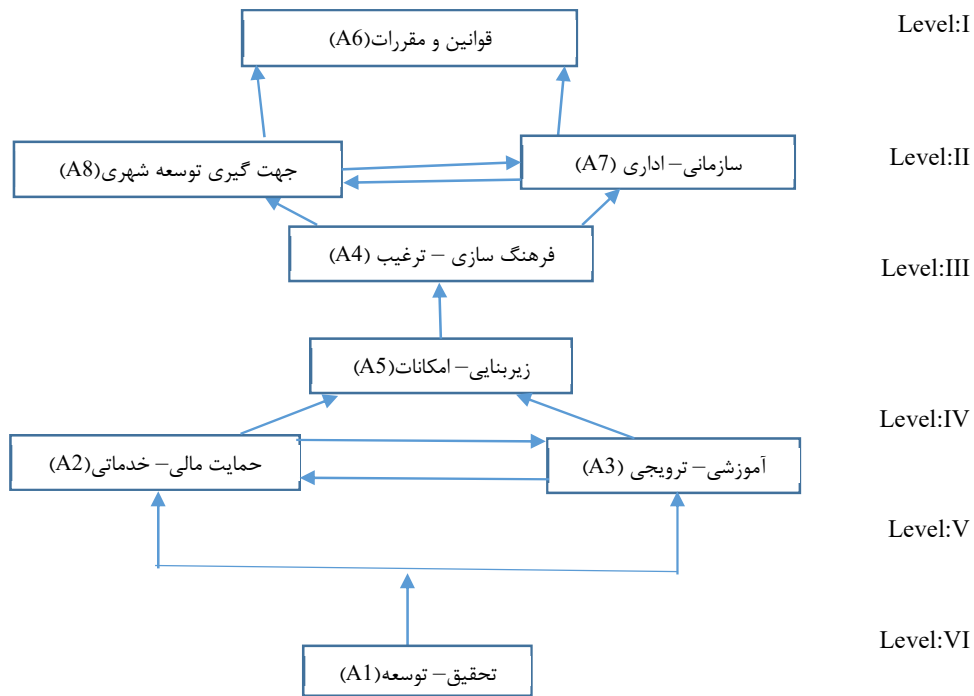 قوانین و مقررات(A6)
Level:I
سازمانی– اداری (A7)
جهت گیری توسعه شهری(A8)
Level:II
فرهنگ سازی – ترغیب (A4)
Level:III
زیربنایی– امکانات(A5)
Level:IV
آموزشی– ترویجی (A3)
حمایت مالی– خدماتی(A2)
Level:V
تحقیق– توسعه(A1)
Level:VI